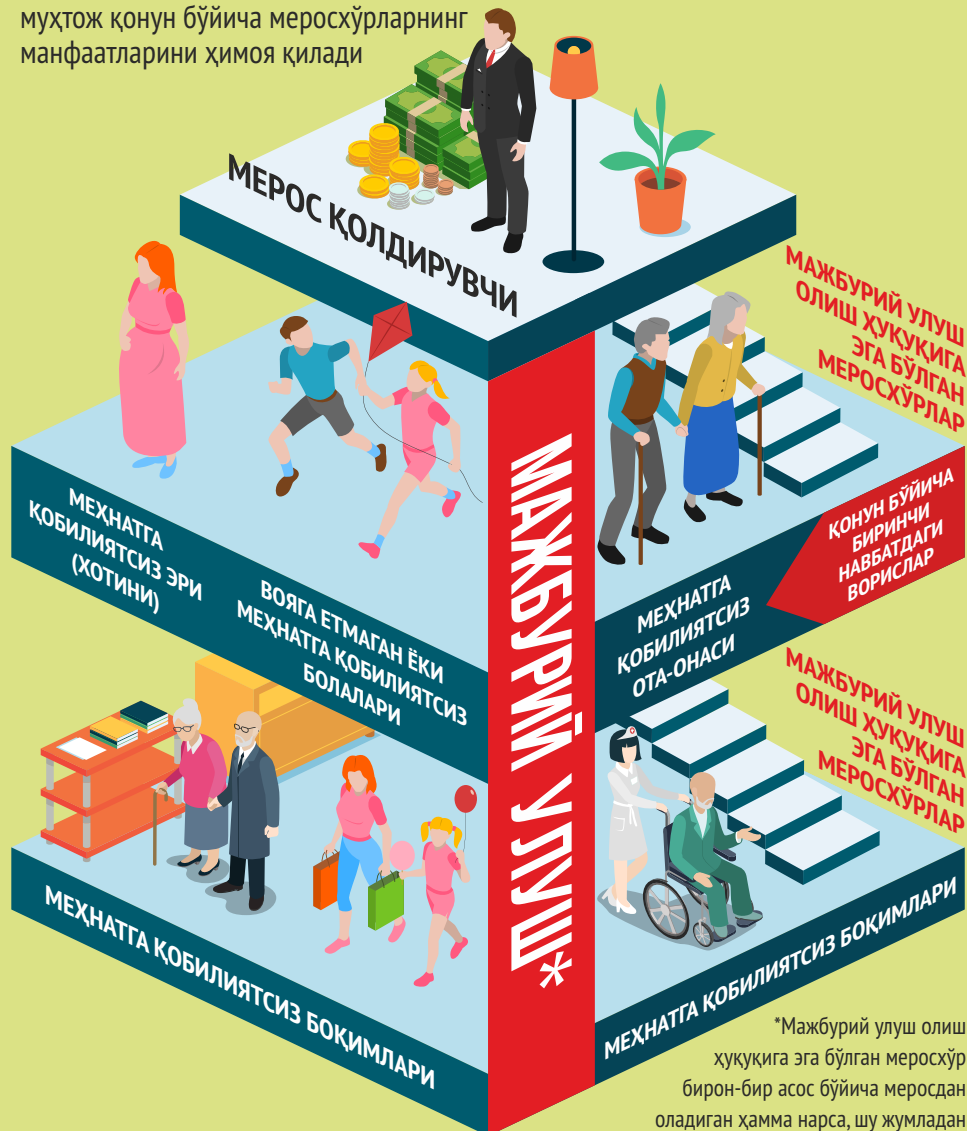 муҳтож қонун бўйича меросхўрларнинг
манфаатларини ҳимоя қилади
МЕРОС ҚОЛДИРУВЧИ
МАЖБУРИЙ УЛУШ
ОЛИШ ҲУҚУҚИГА
ЭГА БЎЛГАН
МЕРОСХЎРЛАР
МЕҲНАТГА
ҚОБИЛИЯТСИЗ ЭРИ
(ХОТИНИ)
ВОЯГА ЕТМАГАН ЁКИ
МЕҲНАТГА ҚОБИЛИЯТСИЗ
БОЛАЛАРИ
МАЖБУРИЙ УЛУШ*
МЕҲНАТГА
ҚОБИЛИЯТСИЗ
ОТА-ОНАСИ
ҚОНУН БЎЙИЧА
БИРИНЧИ
НАВБАТДАГИ
ВОРИСЛАР
МАЖБУРИЙ УЛУШ
ОЛИШ ҲУҚУҚИГА
ЭГА БЎЛГАН
МЕРОСХЎРЛАР
МЕҲНАТГА ҚОБИЛИЯТСИЗ БОҚИМЛАРИ
МЕҲНАТГА ҚОБИЛИЯТСИЗ БОҚИМЛАРИ
*Мажбурий улуш олиш
ҳуқуқига эга бўлган меросхўр
бирон-бир асос бўйича меросдан
оладиган ҳамма нарса, шу жумладан